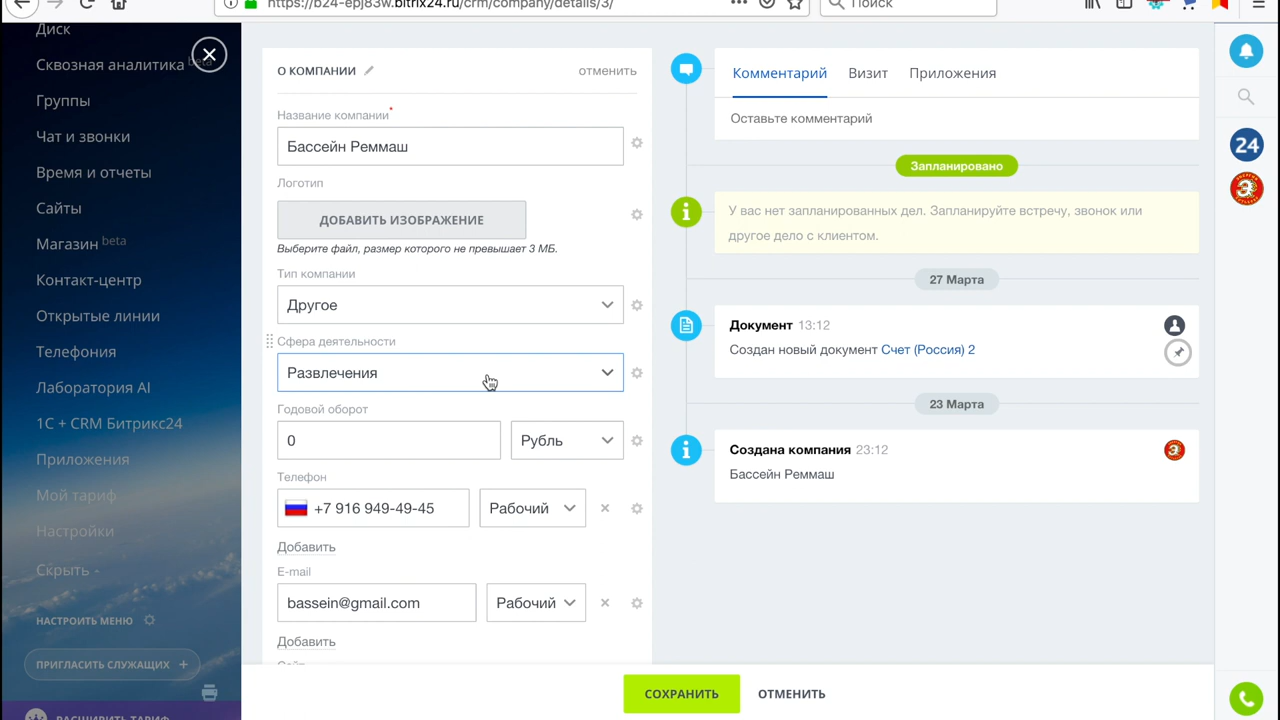 https://b24-epj83w.bitrix24.ru/crm/company/details/3/
Поиск
Диск
Сквозная аналитика beta
Группы
Чат и звонки
Время и отчеты
Сайты
Магазин beta
Контакт-центр
Открытые линии
Телефония
Лаборатория AI
1С + CRM Битрикс24
Приложения
Мой тариф
Настройки
Скрыть
НАСТРОИТЬ МЕНЮ
ПРИГЛАСИТЬ СЛУЖАЩИХ +
РАСШИРИТЬ ТАРИФ
О КОМПАНИИ
ОТМЕНИТЬ
Название компании*
Бассейн Реммаш
Логотип
ДОБАВИТЬ ИЗОБРАЖЕНИЕ
Выберите файл, размер которого не превышает 3 МБ.
Тип компании
Другое
Сфера деятельности
Развлечения
Годовой оборот
0 Рубль
Телефон
+7 916 949-49-45 Рабочий
Добавить
E-mail
bassein@gmail.com Рабочий
Добавить
Комментарий Визит Приложения
Оставьте комментарий
Запланировано
У вас нет запланированных дел. Запланируйте встречу, звонок или
другое дело с клиентом.
27 Марта
Документ 13:12
Создан новый документ Счет (Россия) 2
23 Марта
Создана компания 23:12
Бассейн Реммаш
СОХРАНИТЬ ОТМЕНИТЬ
24